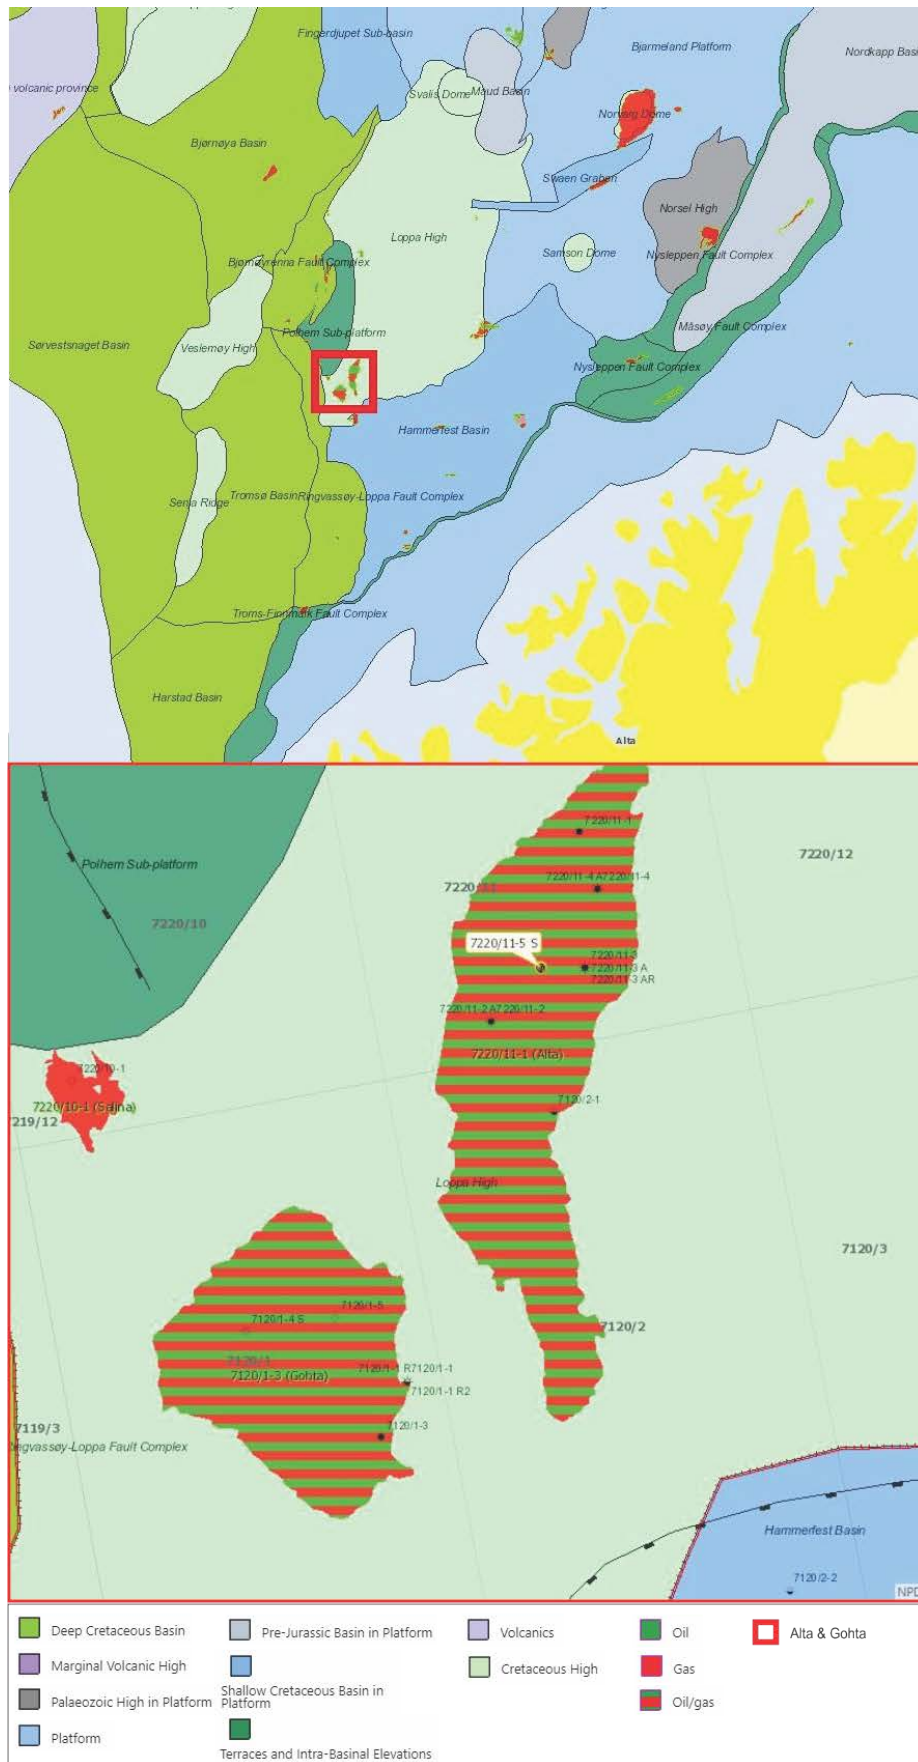 Fingerdjupet Sub-basin
Bjarmeland Platform
Nordkapp Basi
volcanic province
Svalis Dome
Maud Basin
Norvarg Dome
Bjørnøya Basin
Swaen Graben
Norsel High
Loppa High
Samson Dome
Nysleppen Fault Complex
Bjørnøyrenna Fault Complex
Måsøy Fault Complex
Polhem Sub-platform
Sørvestsnaget Basin
Veslemøy High
Nysleppen Fault Complex
Hammerfest Basin
Senja Ridge
Tromsø Basin
Ringvassøy-Loppa Fault Complex
Troms-Finnmark Fault Complex
Harstad Basin
Alta
7220/11-1
7220/12
Polhem Sub-platform
7220/11-4 A7220/11-4
7220/11
7220/10
7220/11-5 S
7220/11-3
7220/11-3 A
7220/11-3 AR
7220/11-2 A7220/11-2
7220/11-1 (Alta)
7220/10-1
7220/10-1 (Salina)
7219/12
7120/2-1
Loppa High
7120/3
7120/1-5
7120/1-4 S
7120/2
7120/1
7120/1-1 R7120/1-1
7120/1-3 (Gohta)
7120/1-1 R2
7119/3
7120/1-3
ingvassøy-Loppa Fault Complex
Hammerfest Basin
7120/2-2
NPD
Deep Cretaceous Basin
Marginal Volcanic High
Palaeozoic High in Platform
Platform
Pre-Jurassic Basin in Platform
Shallow Cretaceous Basin in
Platform
Terraces and Intra-Basinal Elevations
Volcanics
Cretaceous High
Oil
Gas
Oil/gas
Alta & Gohta